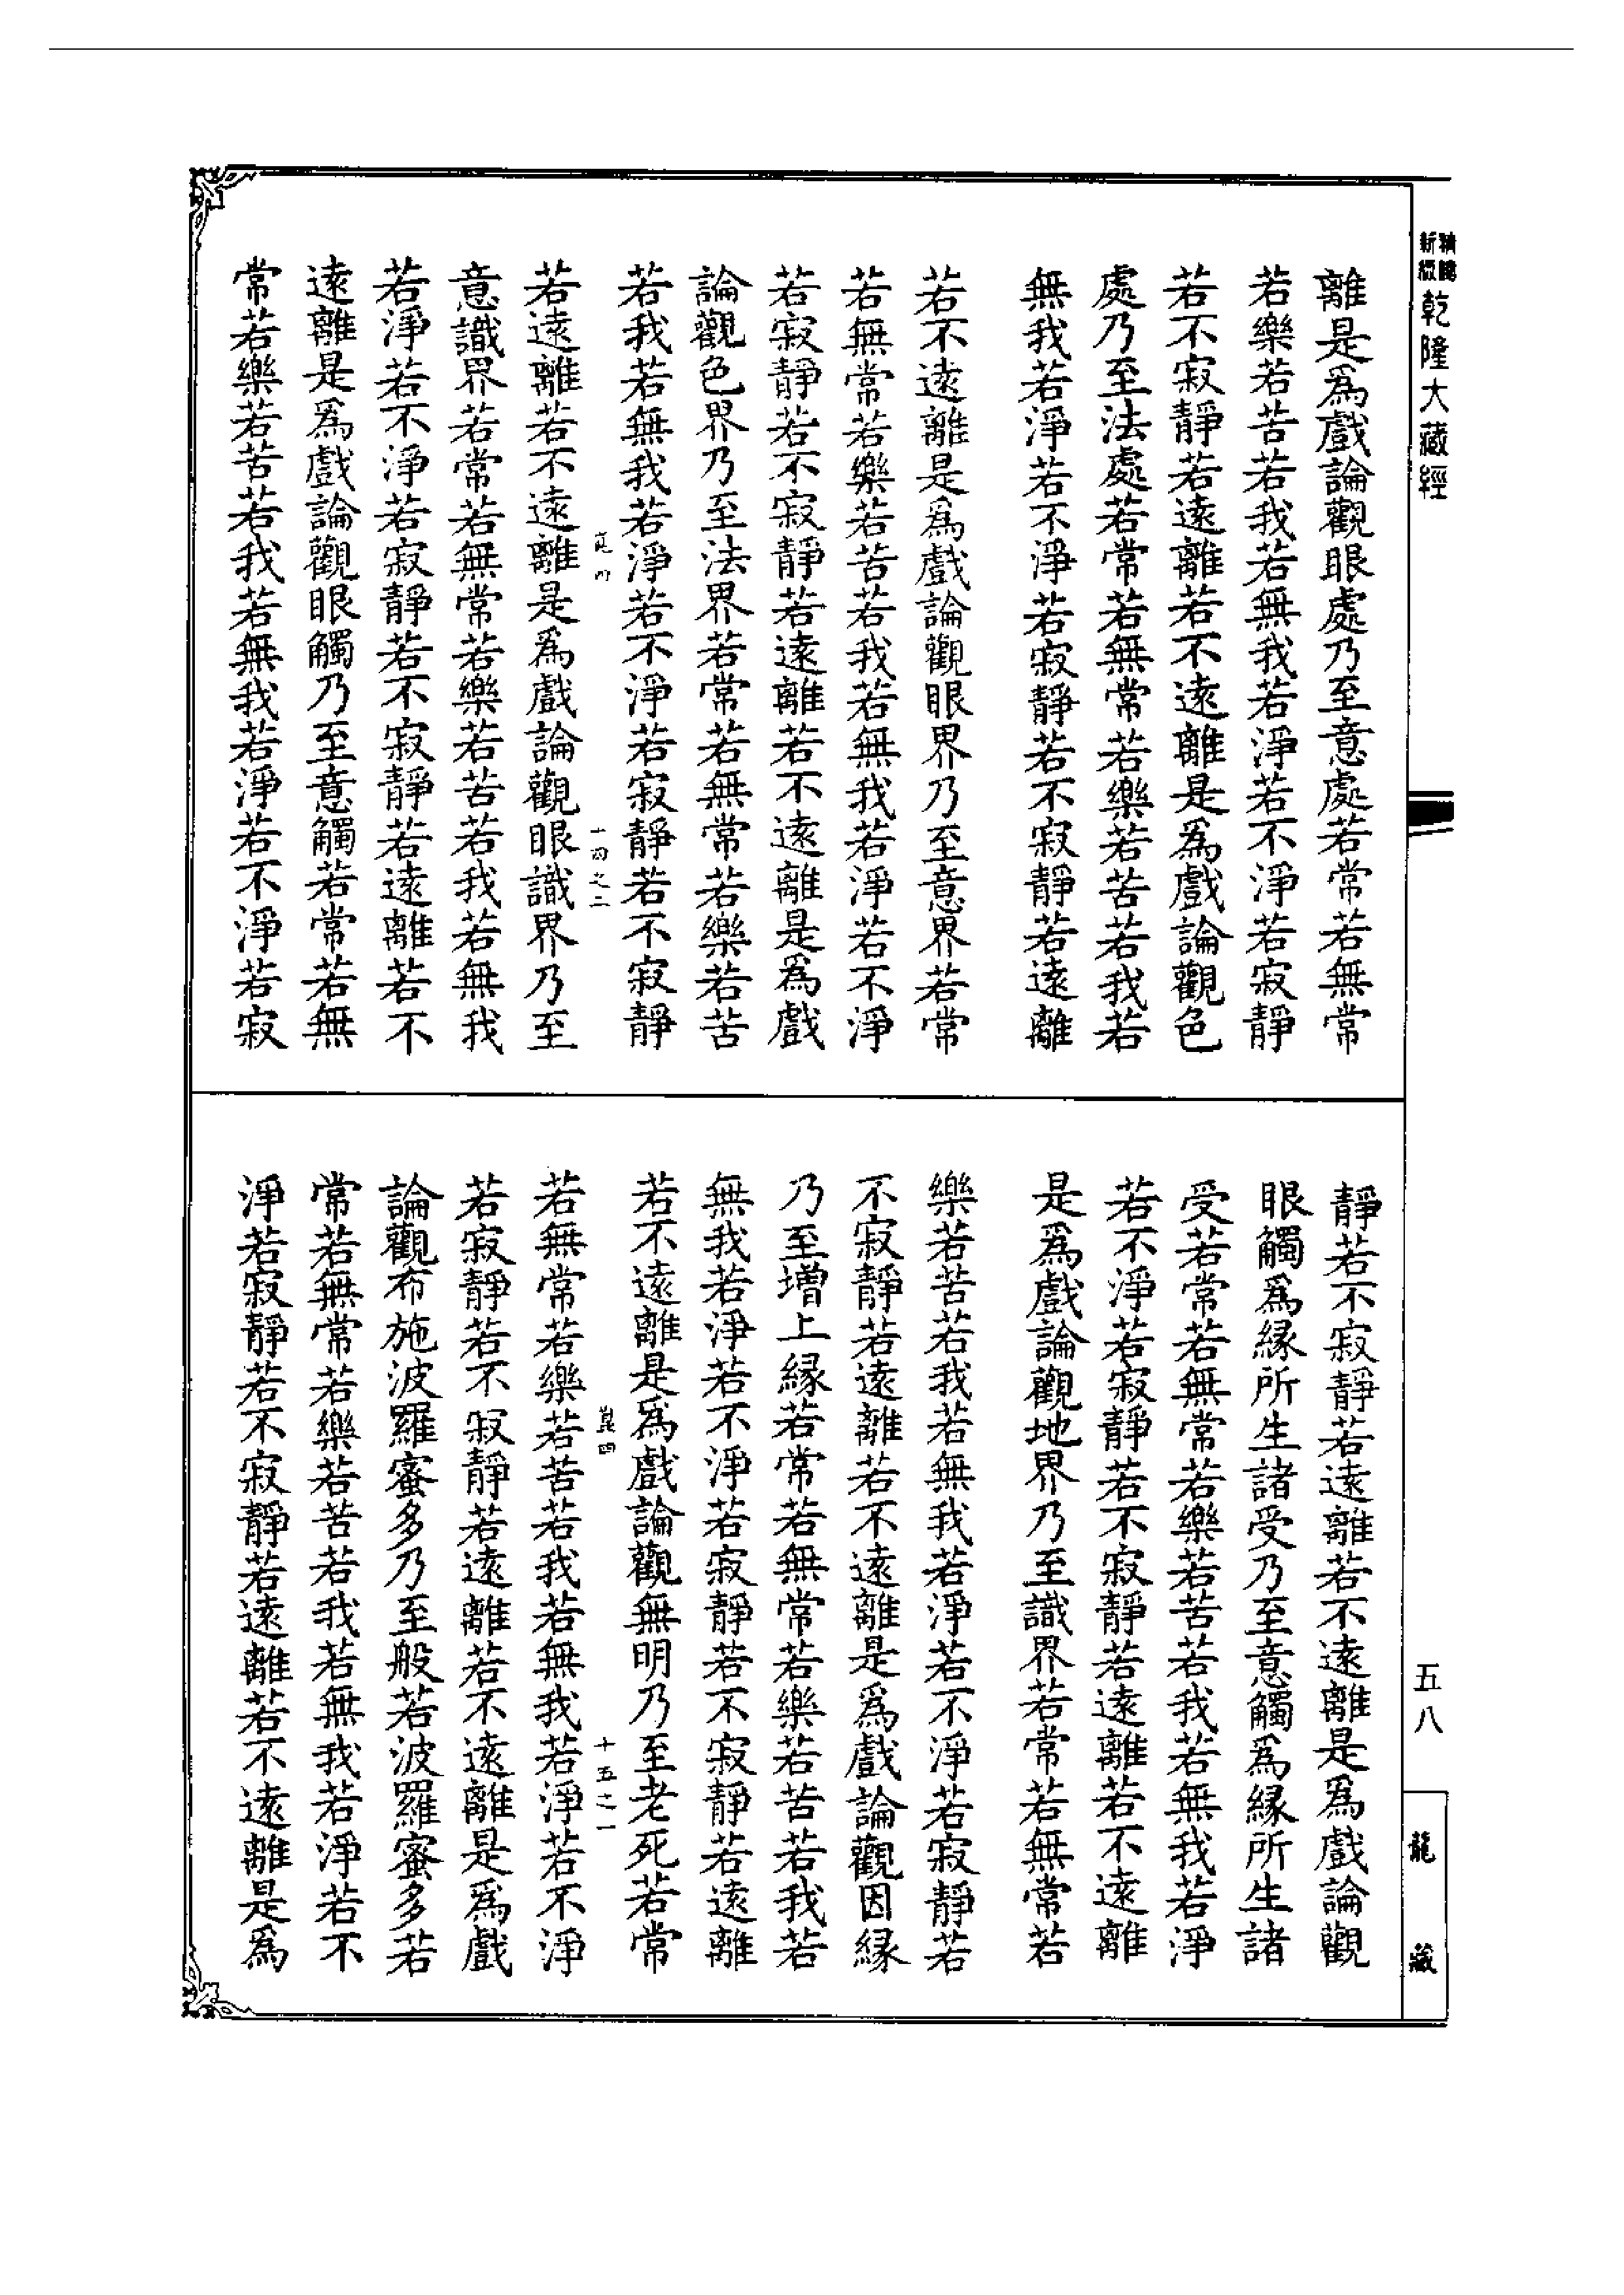 乾隆大藏經
離是爲戲論觀眼處乃至意處若常若無常
若樂若苦若我若無我若淨若不淨若寂靜
若不寂靜若遠離若不遠離是爲戲論觀色
處乃至法處若常若無常若樂若苦若我若
無我若淨若不淨若寂靜若不寂靜若遠離
若不遠離是爲戲論觀眼界乃至意界若常
若無常若樂若苦若我若無我若淨若不淨
若寂靜若不寂靜若遠離若不遠離是爲戲
論觀色界乃至法界若常若無常若樂若苦
若我若無我若淨若不淨若寂靜若不寂靜
十四之二
若遠離若不遠離是爲戲論觀眼識界乃至
意識界若常若無常若樂若苦若我若無我
若淨若不淨若寂靜若不寂靜若遠離若不
遠離是爲戲論觀眼觸乃至意觸若常若無
常若樂若苦若我若無我若淨若不淨若寂
靜若不寂靜若遠離若不遠離是爲戲論觀
眼觸爲緣所生諸受乃至意觸爲緣所生諸
受若常若無常若樂若苦若我若無我若淨
若不淨若寂靜若不寂靜若遠離若不遠離
是爲戲論觀地界乃至識界若常若無常若
樂若苦若我若無我若淨若不淨若寂靜若
不寂靜若遠離若不遠離是爲戲論觀因緣
乃至增上緣若常若無常若樂若苦若我若
無我若淨若不淨若寂靜若不寂靜若遠離
若不遠離是爲戲論觀無明乃至老死若常
崑四 十五之一
若無常若樂若苦若我若無我若淨若不淨
若寂靜若不寂靜若遠離若不遠離是爲戲
論觀布施波羅蜜多乃至般若波羅蜜多若
常若無常若樂若苦若我若無我若淨若不
淨若寂靜若不寂靜若遠離若不遠離是爲
五八
龍藏